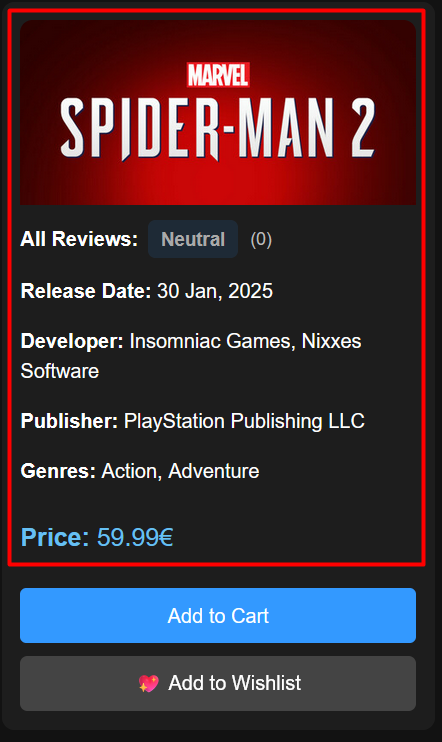 MARVEL
SPIDER-MAN 2
All Reviews: Neutral (0)
Release Date: 30 Jan, 2025
Developer: Insomniac Games, Nixxes
Software
Publisher: PlayStation Publishing LLC
Genres: Action, Adventure
Price: 59.99€
Add to Cart
💖 Add to Wishlist